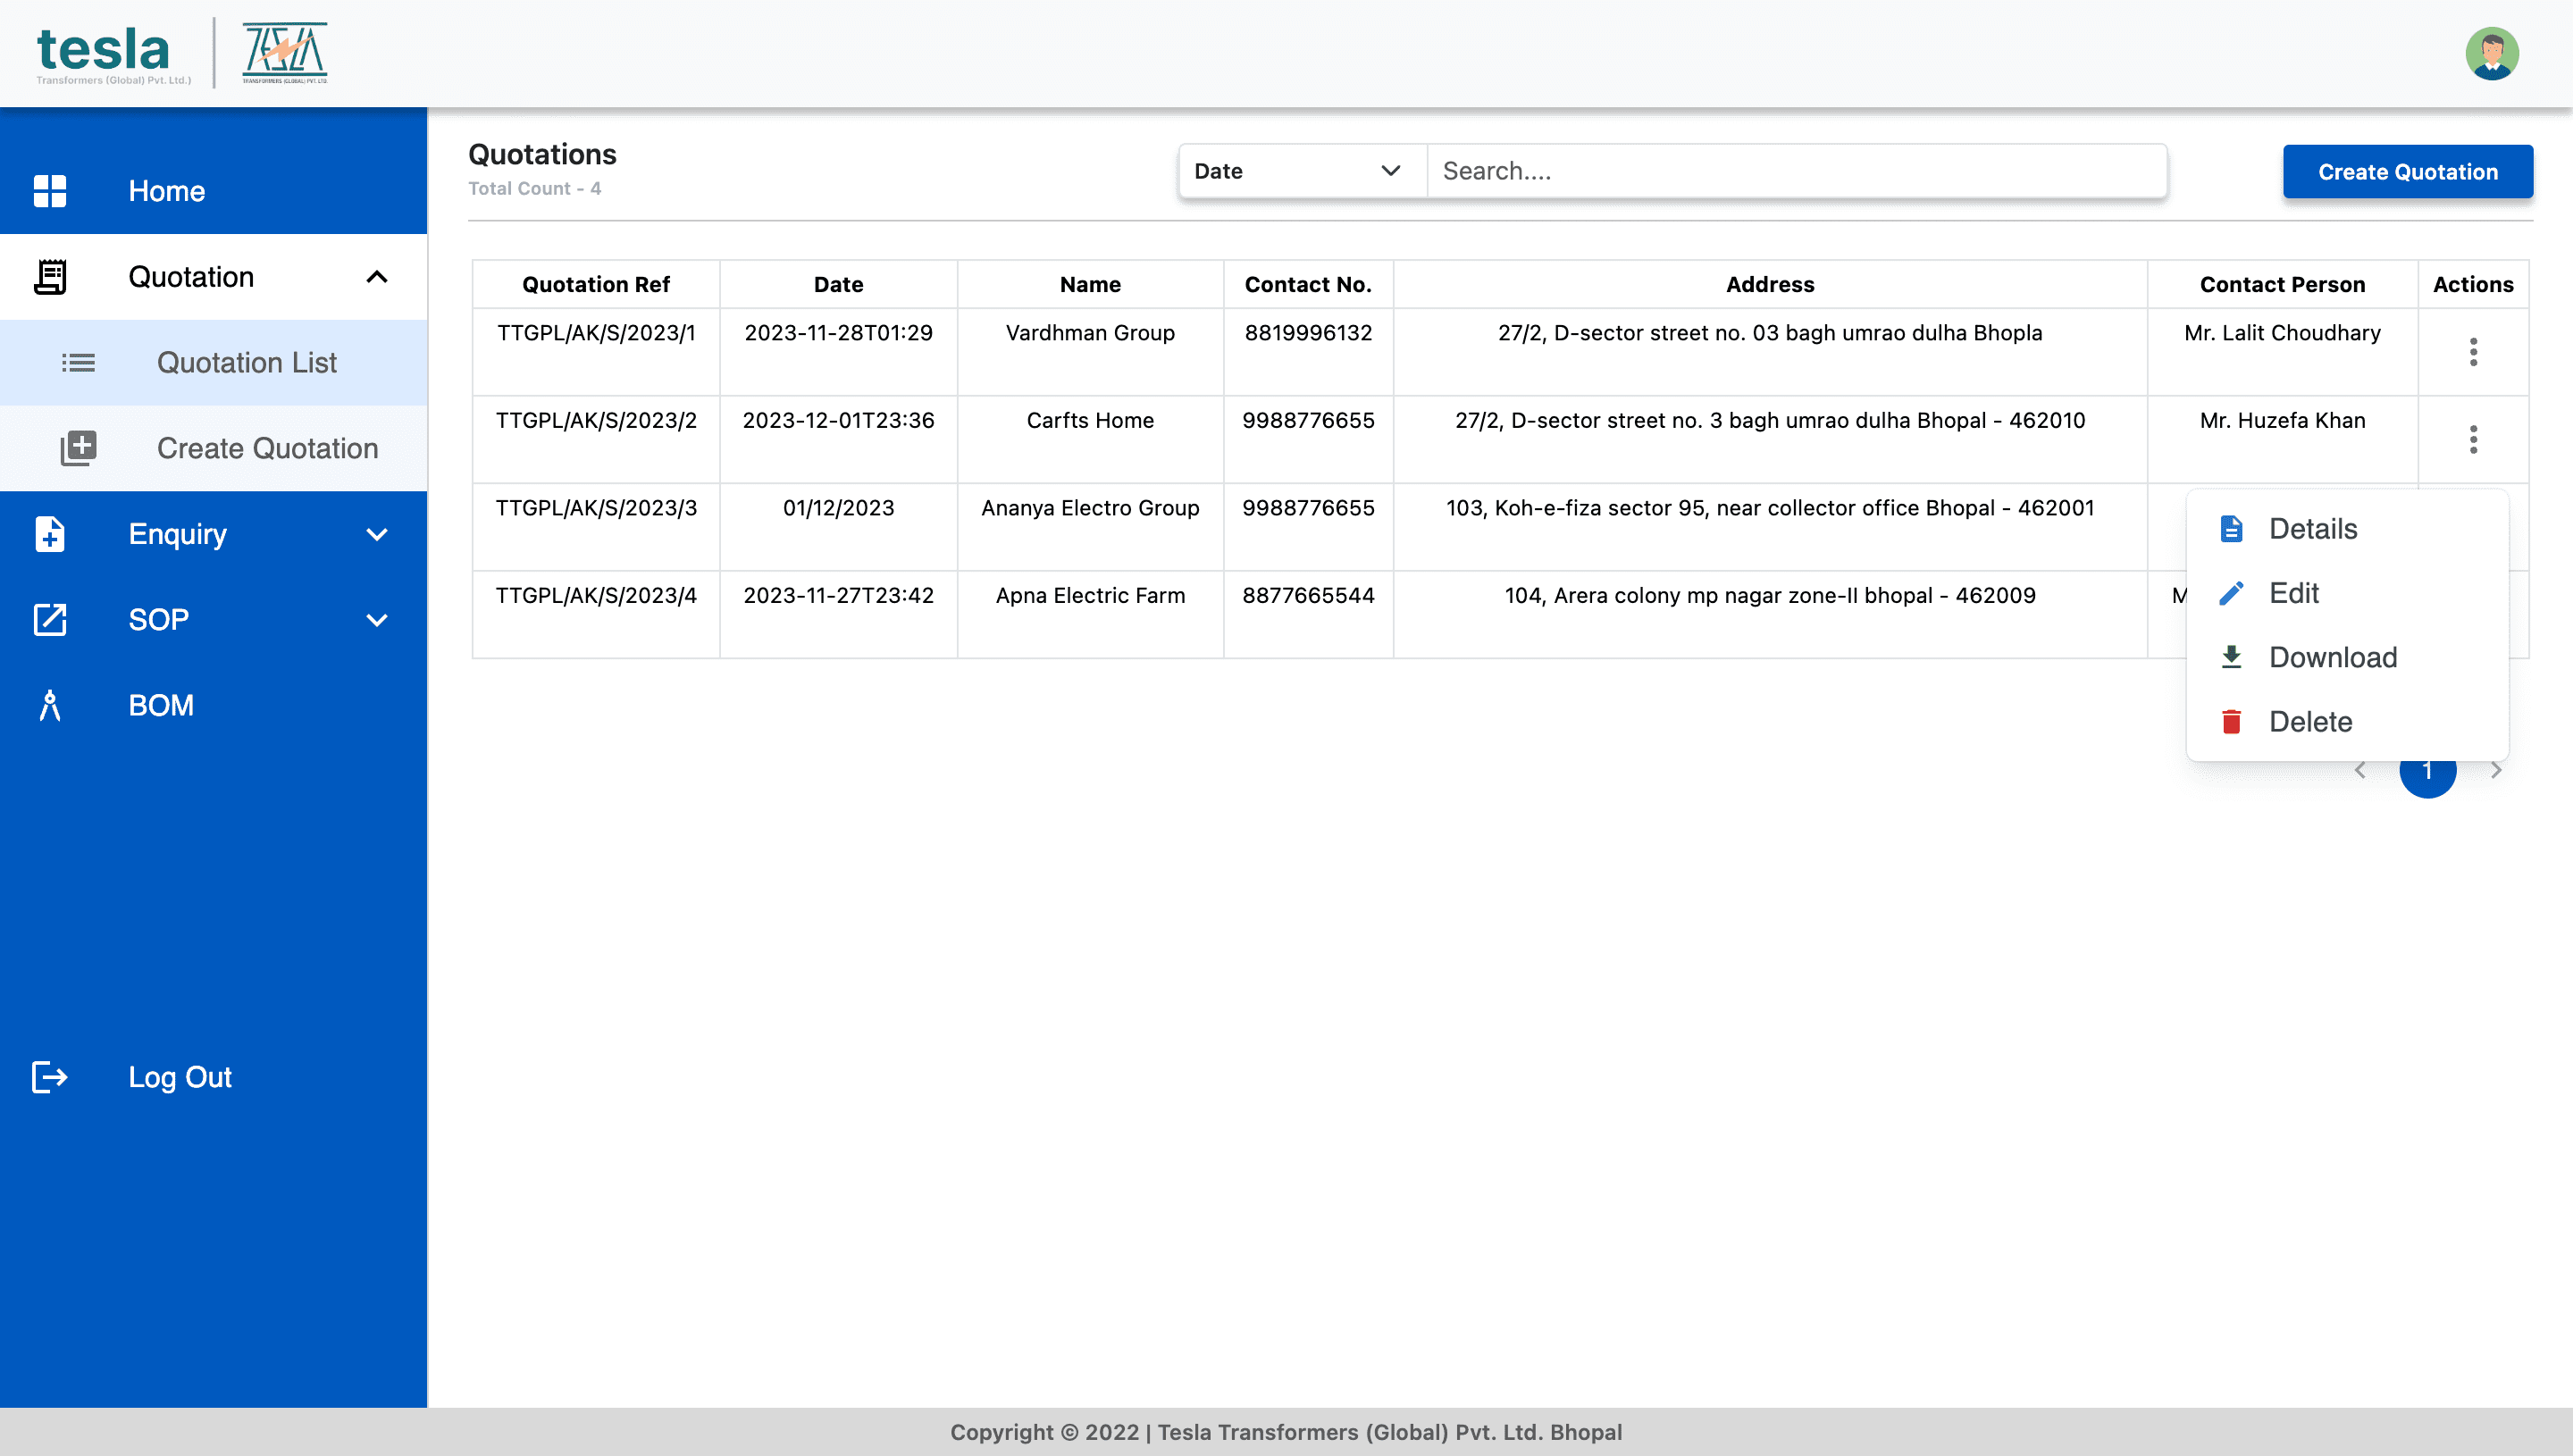 tesla
Transformers (Global) Pvt. Ltd.)
TESLA
TRANSFORMERS (GLOBAL) PVT. LTD.
Home
Quotation
Quotation List
Create Quotation
Enquiry
SOP
BOM
Log Out
Quotations
Total Count - 4
Date
Search....
Create Quotation
Quotation Ref Date Name Contact No. Address Contact Person Actions
TTGPL/AK/S/2023/1 2023-11-28T01:29 Vardhman Group 8819996132 27/2, D-sector street no. 03 bagh umrao dulha Bhopla Mr. Lalit Choudhary
TTGPL/AK/S/2023/2 2023-12-01T23:36 Carfts Home 9988776655 27/2, D-sector street no. 3 bagh umrao dulha Bhopal - 462010 Mr. Huzefa Khan
TTGPL/AK/S/2023/3 01/12/2023 Ananya Electro Group 9988776655 103, Koh-e-fiza sector 95, near collector office Bhopal - 462001
TTGPL/AK/S/2023/4 2023-11-27T23:42 Apna Electric Farm 8877665544 104, Arera colony mp nagar zone-II bhopal - 462009
Details
Edit
Download
Delete
1
Copyright © 2022 | Tesla Transformers (Global) Pvt. Ltd. Bhopal